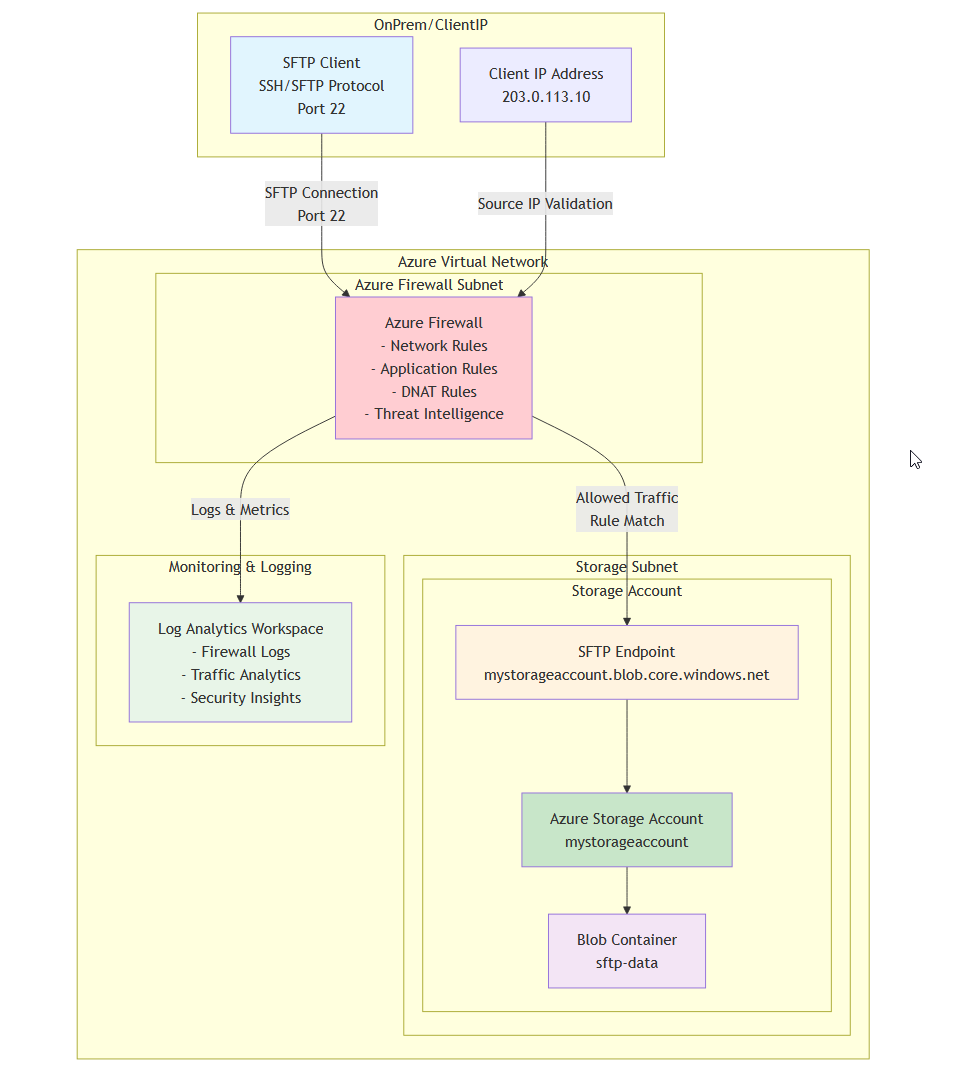 OnPrem/ClientIP
SFTP Client
SSH/SFTP Protocol
Port 22
Client IP Address
203.0.113.10
SFTP Connection
Port 22
Source IP Validation
Azure Virtual Network
Azure Firewall Subnet
Azure Firewall
- Network Rules
- Application Rules
- DNAT Rules
- Threat Intelligence
Logs & Metrics
Allowed Traffic
Rule Match
Monitoring & Logging
Log Analytics Workspace
- Firewall Logs
- Traffic Analytics
- Security Insights
Storage Subnet
Storage Account
SFTP Endpoint
mystorageaccount.blob.core.windows.net
Azure Storage Account
mystorageaccount
Blob Container
sftp-data